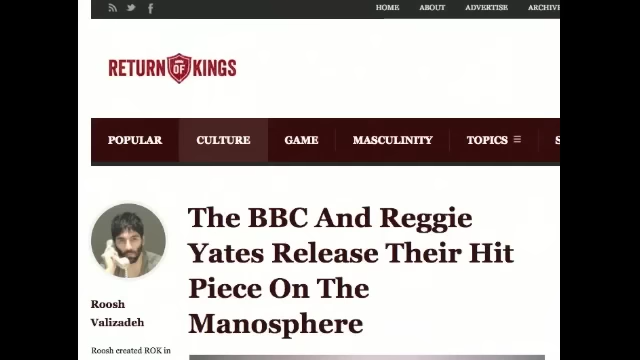 HOME ABOUT ADVERTISE ARCHIV
RETURN OF KINGS
POPULAR CULTURE GAME MASCULINITY TOPICS S
The BBC And Reggie
Yates Release Their Hit
Piece On The
Manosphere
Roosh
Valizadeh
Roosh created ROK in